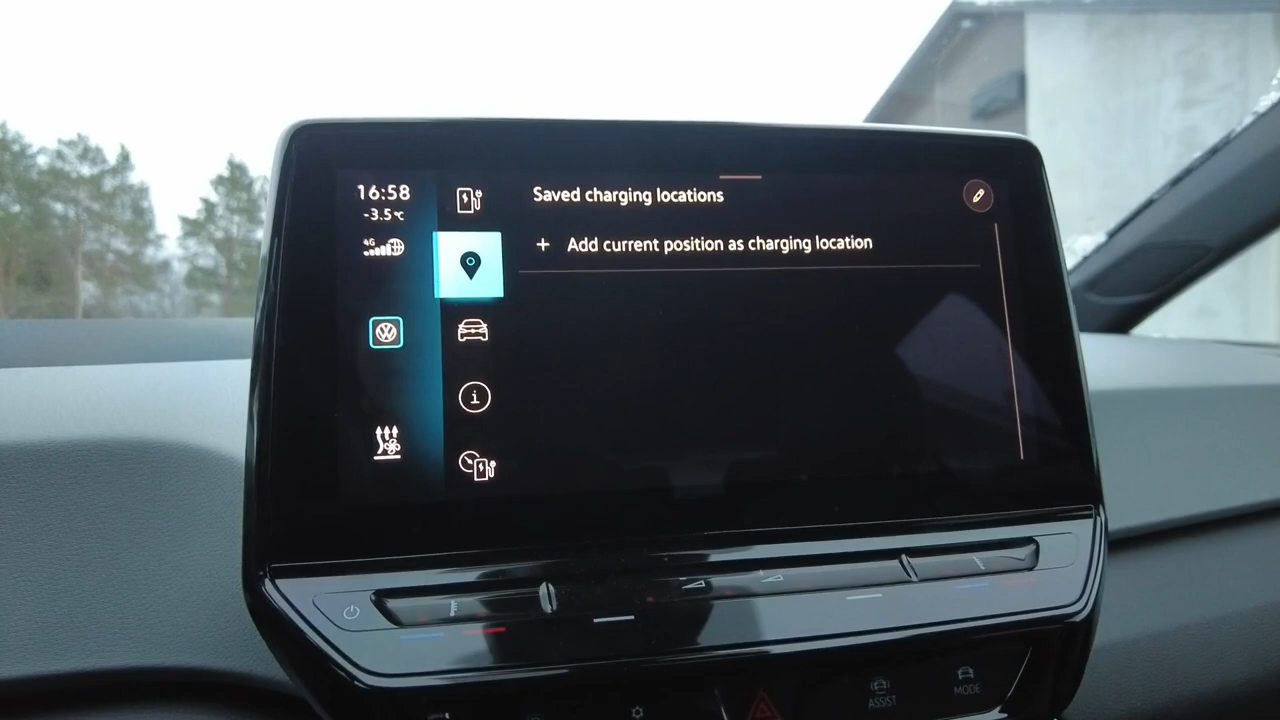 16:58
-3.5°C
4G
Saved charging locations
+ Add current position as charging location
ASSIST
MODE